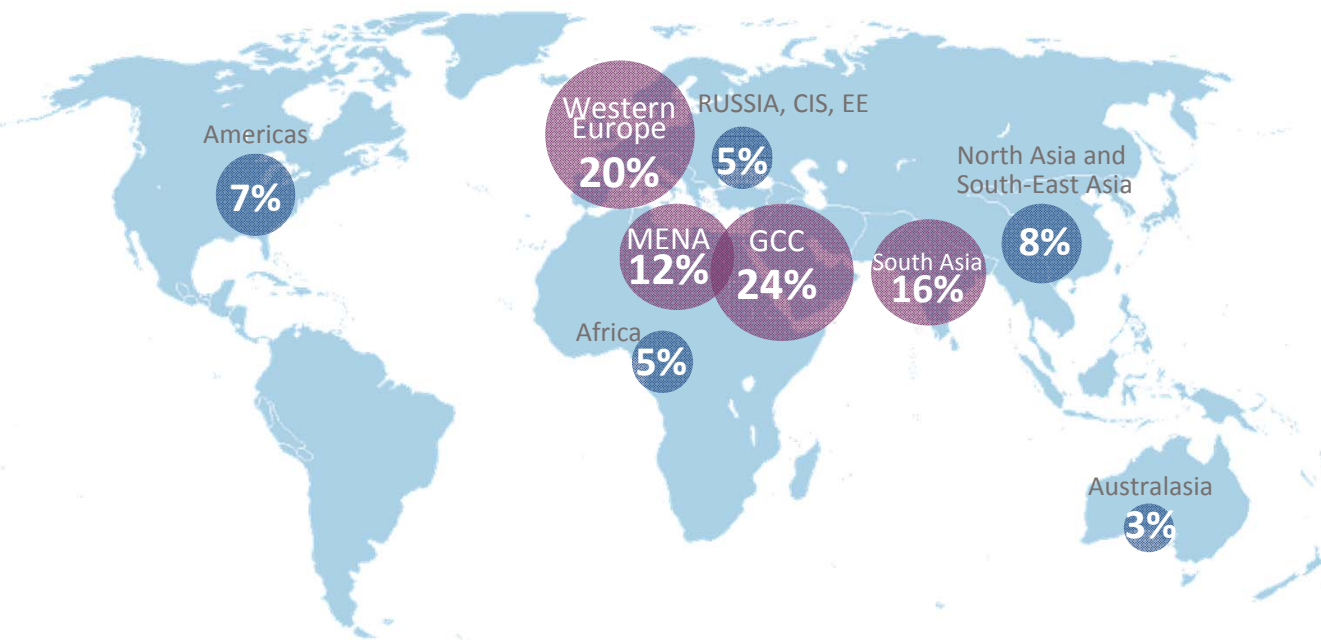 Americas
7%
Western
Europe
20%
RUSSIA, CIS, EE
5%
North Asia and
South-East Asia
8%
MENA
12%
GCC
24%
South Asia
16%
Africa
5%
Australasia
3%